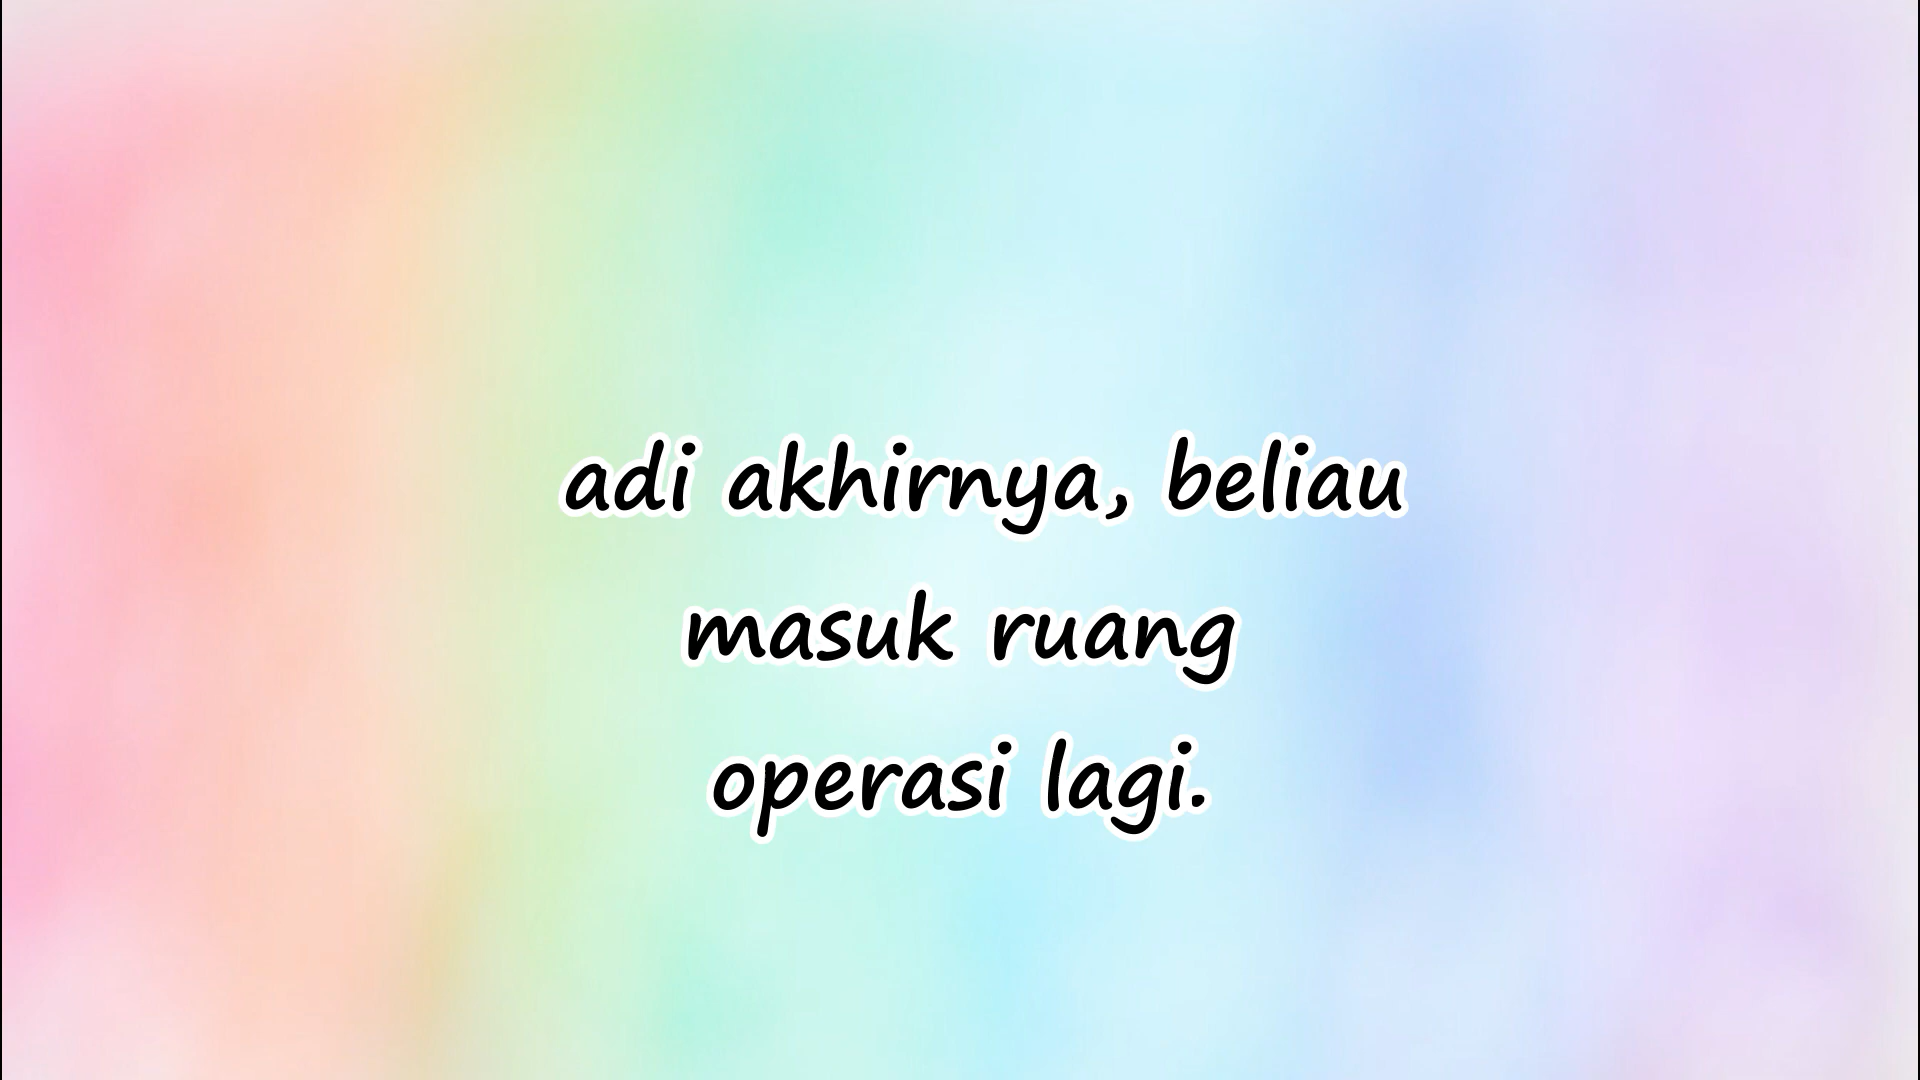 adi akhirnya, beliau
masuk ruang
operasi lagi.